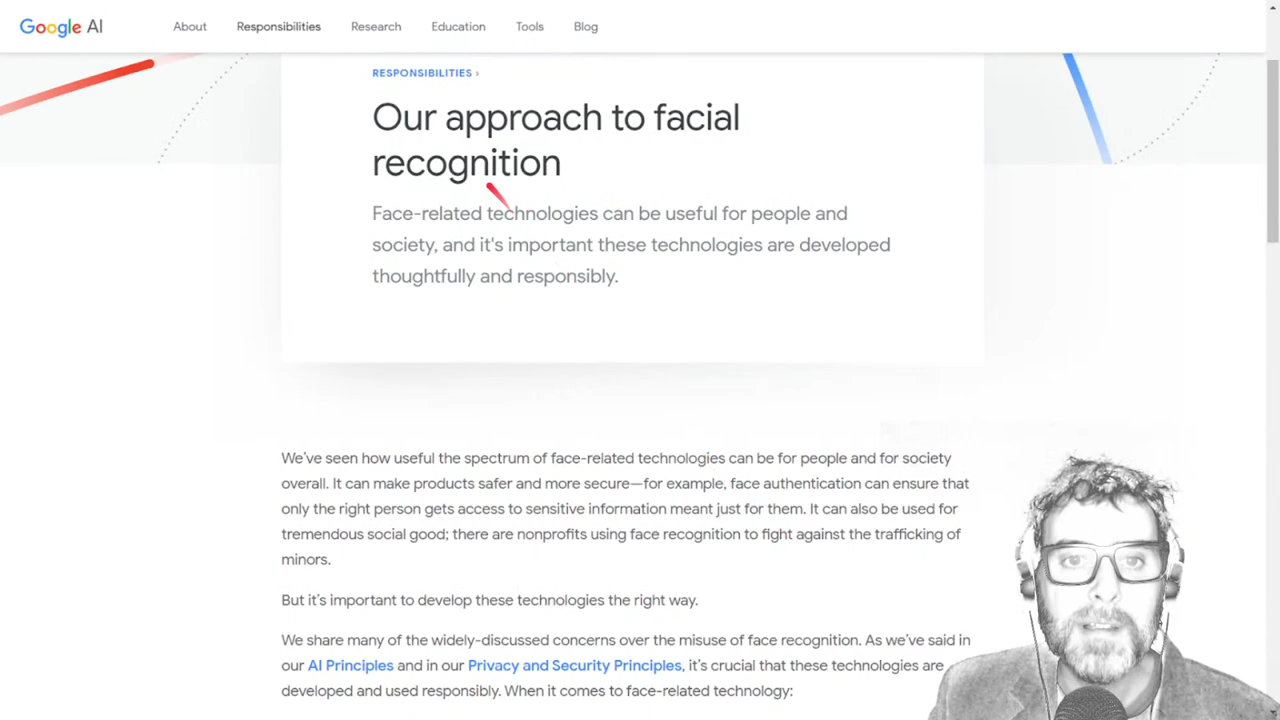 Google AI
About
Responsibilities
Research
Education
Tools
Blog
RESPONSIBILITIES ›
Our approach to facial
recognition
Face-related technologies can be useful for people and
society, and it's important these technologies are developed
thoughtfully and responsibly.
We've seen how useful the spectrum of face-related technologies can be for people and for society
overall. It can make products safer and more secure—for example, face authentication can ensure that
only the right person gets access to sensitive information meant just for them. It can also be used for
tremendous social good; there are nonprofits using face recognition to fight against the trafficking of
minors.
But it's important to develop these technologies the right way.
We share many of the widely-discussed concerns over the misuse of face recognition. As we've said in
our AI Principles and in our Privacy and Security Principles, it's crucial that these technologies are
developed and used responsibly. When it comes to face-related technology: